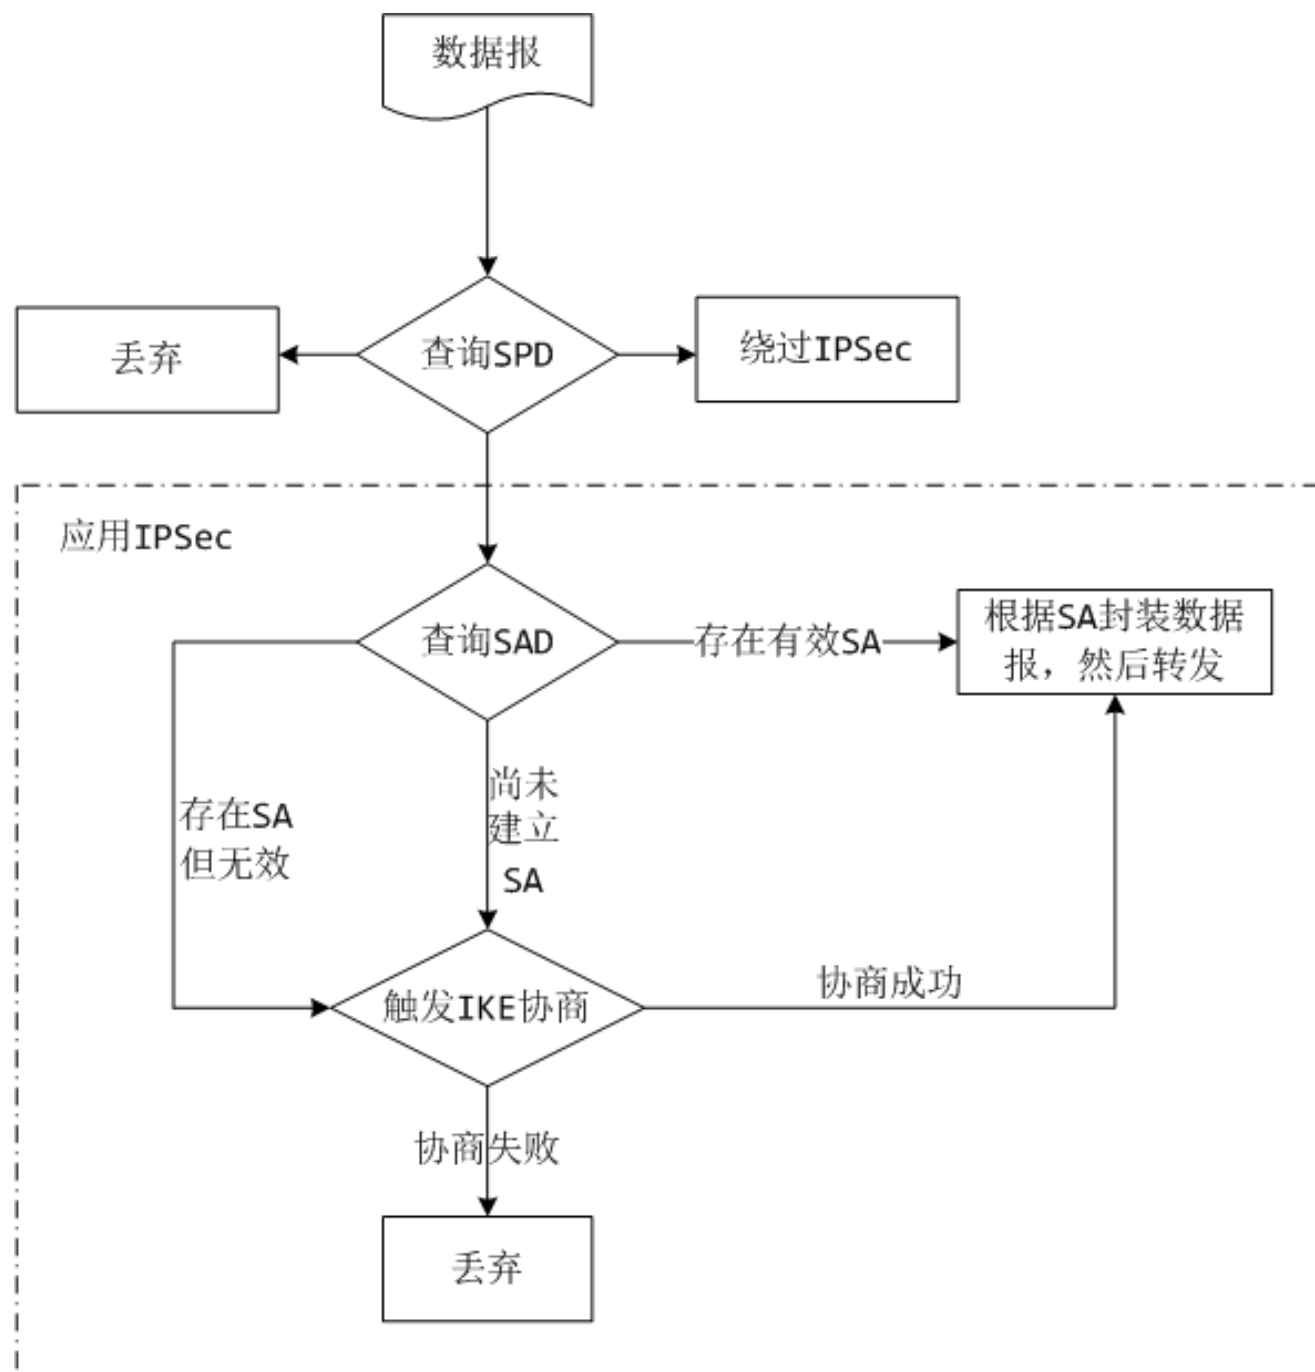 数据报
丢弃
查询SPD
绕过IPSec
应用IPSec
查询SAD
存在有效SA
根据SA封装数据
报，然后转发
存在SA
但无效
尚未
建立
SA
触发IKE协商
协商成功
协商失败
丢弃